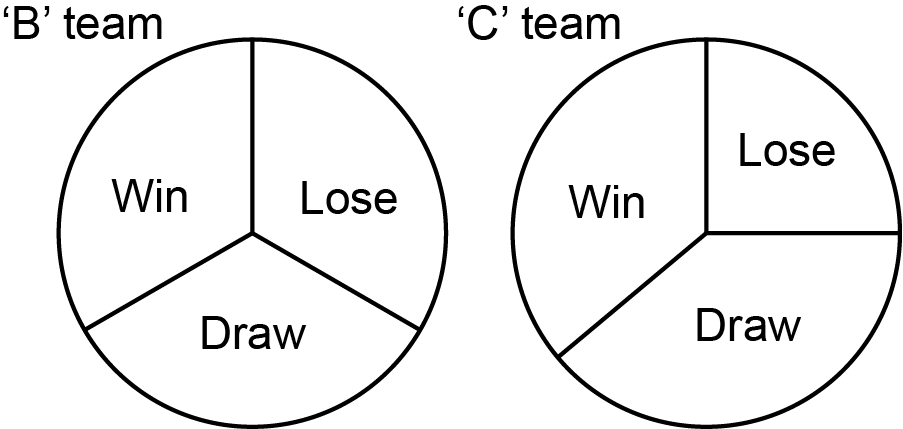 ‘B’ team
Win
Lose
Draw
‘C’ team
Lose
Win
Draw